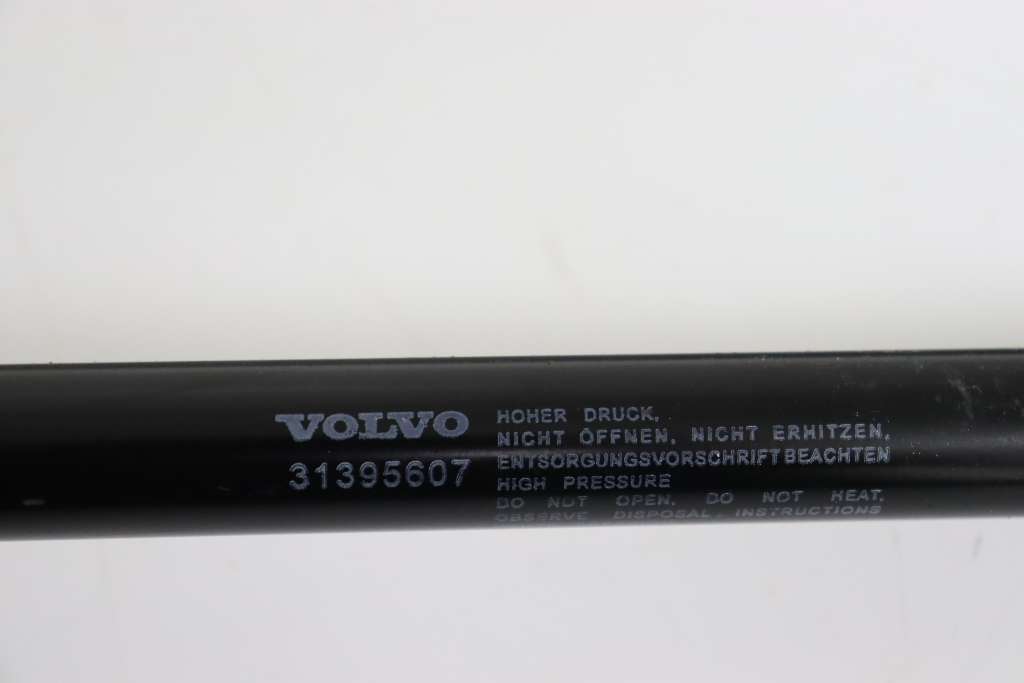 VOLVO
31395607
HOHER DRUCK,
NICHT ÖFFNEN, NICHT ERHITZEN,
ENTSORGUNGSVORSCHRIFT BEACHTEN
HIGH PRESSURE
DO NOT OPEN, DO NOT HEAT,
OBSERVE DISPOSAL INSTRUCTIONS